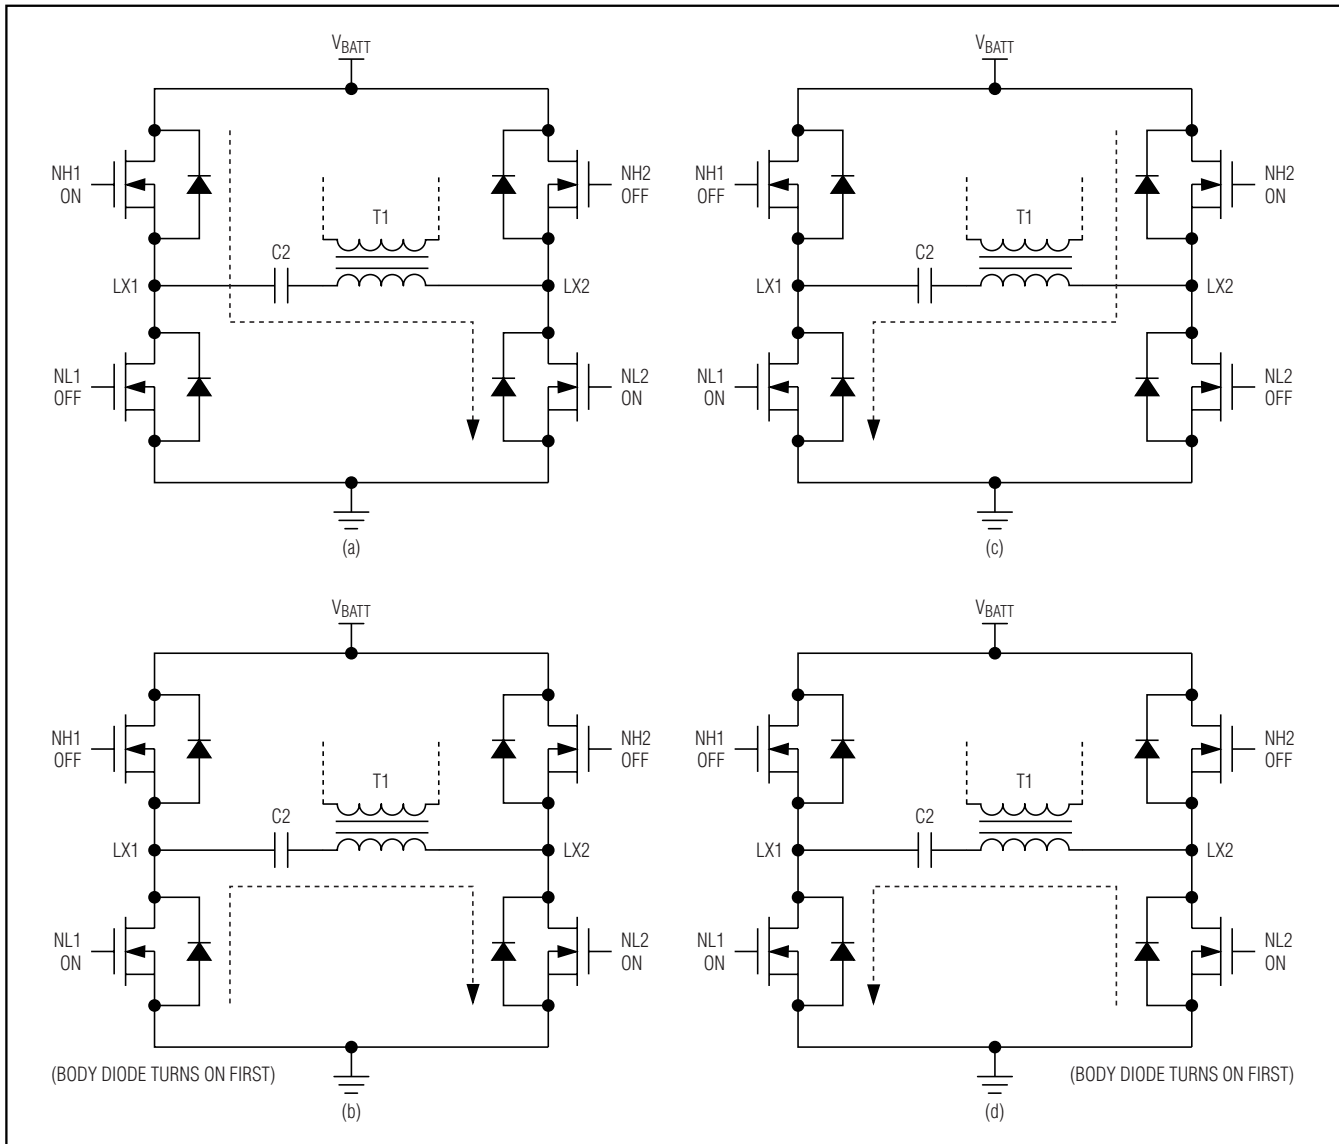 VBATT
NH1
ON
NH2
OFF
T1
C2
LX1
LX2
NL1
OFF
NL2
ON
(a)
VBATT
NH1
OFF
NH2
ON
T1
C2
LX1
LX2
NL1
ON
NL2
OFF
(c)
VBATT
NH1
OFF
NH2
OFF
T1
C2
LX1
LX2
NL1
ON
NL2
ON
(BODY DIODE TURNS ON FIRST)
(b)
VBATT
NH1
OFF
NH2
OFF
T1
C2
LX1
LX2
NL1
ON
NL2
ON
(BODY DIODE TURNS ON FIRST)
(d)